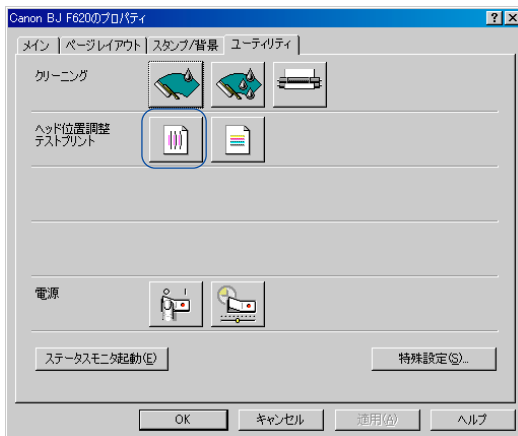 Canon BJ F620のプロパティ
メイン ページレイアウト スタンプ/背景 ユーティリティ
クリーニング
ヘッド位置調整
テストプリント
電源
ステータスモニタ起動(E) 特殊設定(S)...
OK キャンセル 適用(A) ヘルプ